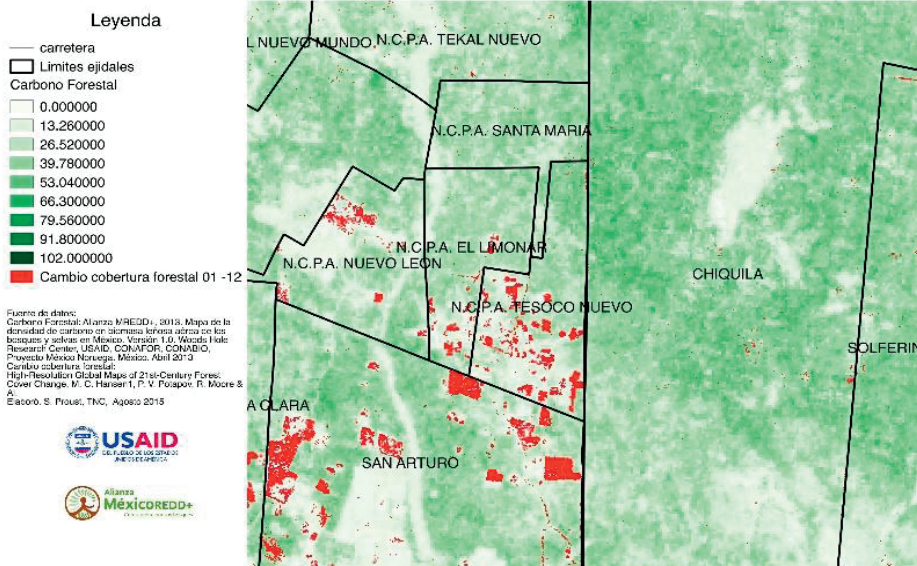 Leyenda
carretera
Limites ejidales
Carbono Forestal
0.000000
13.260000
26.520000
39.780000
53.040000
66.300000
79.560000
91.800000
102.000000
Cambio cobertura forestal 01 -12
Fuente de datos:
Carbono Forestal: Alianza MREDD+, 2013. Mapa de la
densidad de carbono en biomasa leñosa aérea de los
bosques y selvas en México. Versión 1.0. Woods Hole
Research Center, USAID, CONAFOR, CONABIO,
Proyecto México Noruega. México. Abril 2013
Cambio cobertura forestal:
High-Resolution Global Maps of 21st-Century Forest
Cover Change. M. C. Hansen1, P. V. Potapov, R. Moore &
Al.
Elaboró. S. Proust, TNC, Agosto 2015
USAID
DEL PUEBLO DE LOS ESTADOS
UNIDOS DE AMÉRICA
Alianza
MéxicoREDD+
L NUEVO MUNDO
N.C.P.A. TEKAL NUEVO
N.C.P.A. SANTA MARIA
N.C.P.A. EL LIMONAR
N.C.P.A. NUEVO LEON
N.C.P.A. TESOCO NUEVO
CHIQUILA
SOLFERIN
A CLARA
SAN ARTURO